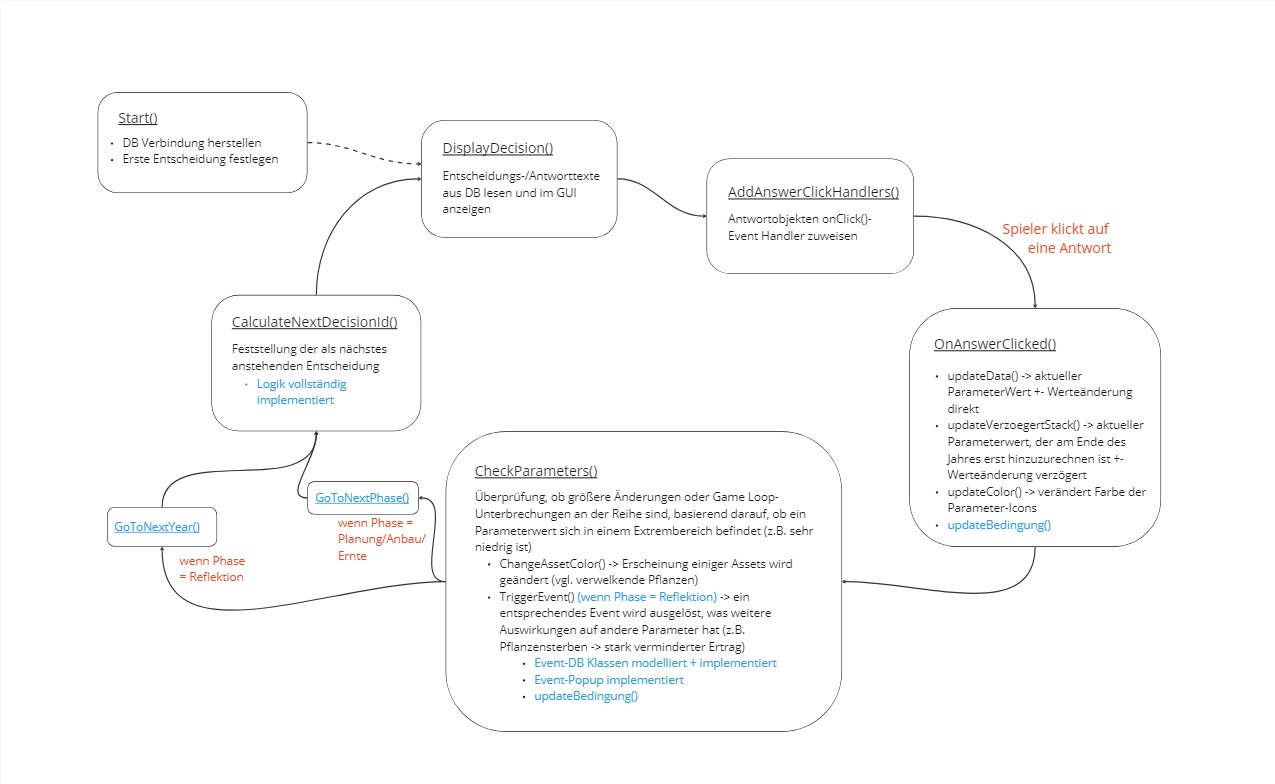 Start()
• DB Verbindung herstellen
• Erste Entscheidung festlegen
DisplayDecision()
Entscheidungs-/Antworttexte
aus DB lesen und im GUI
anzeigen
AddAnswerClickHandlers()
Antwortobjekten onClick()-
Event Handler zuweisen
Spieler klickt auf
eine Antwort
OnAnswerClicked()
• updateData() -> aktueller
ParameterWert +- Werteänderung
direkt
• updateVerzoegertStack() -> aktueller
Parameterwert, der am Ende des
Jahres erst hinzuzurechnen ist +-
Werteänderung verzögert
• updateColor() -> verändert Farbe der
Parameter-Icons
• updateBedingung()
CheckParameters()
Überprüfung, ob größere Änderungen oder Game Loop-
Unterbrechungen an der Reihe sind, basierend darauf, ob ein
Parameterwert sich in einem Extrembereich befindet (z.B. sehr
niedrig ist)
• ChangeAssetColor() -> Erscheinung einiger Assets wird
geändert (vgl. verwelkende Pflanzen)
• TriggerEvent() (wenn Phase = Reflektion) -> ein
entsprechendes Event wird ausgelöst, was weitere
Auswirkungen auf andere Parameter hat (z.B.
Pflanzensterben -> stark verminderter Ertrag)
• Event-DB Klassen modelliert + implementiert
• Event-Popup implementiert
• updateBedingung()
GoToNextPhase()
wenn Phase =
Planung/Anbau/
Ernte
GoToNextYear()
wenn Phase
= Reflektion
CalculateNextDecisionId()
Feststellung der als nächstes
anstehenden Entscheidung
• Logik vollständig
implementiert